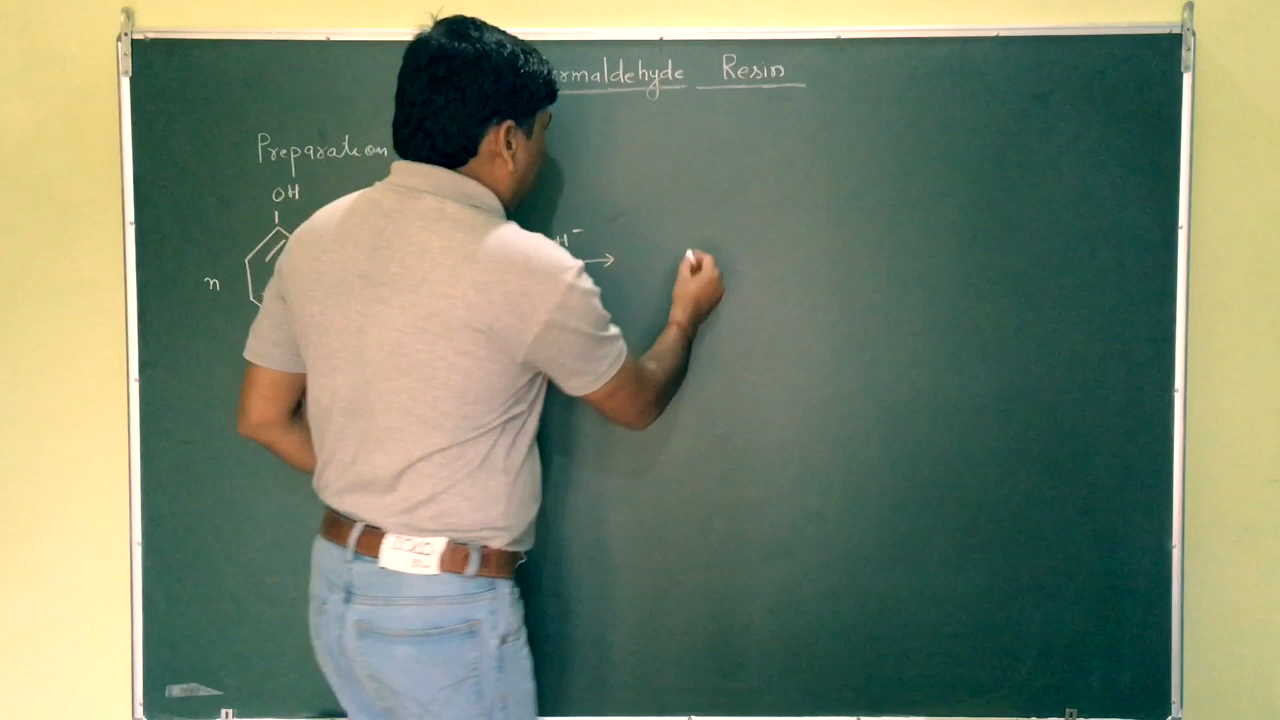 rmaldehyde Resin
Preparation
OH
H⁻
n